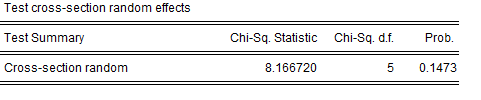 Test cross-section random effects
Test Summary Chi-Sq. Statistic Chi-Sq. d.f. Prob.
Cross-section random 8.166720 5 0.1473